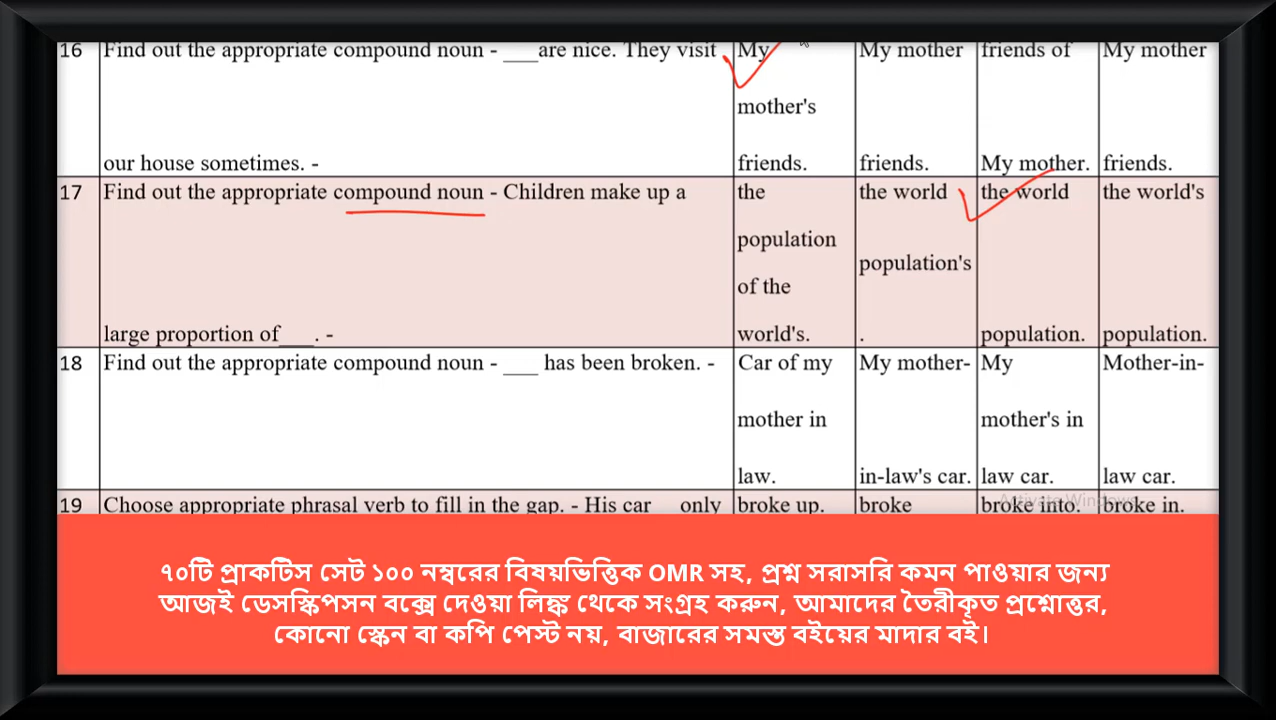 16 Find out the appropriate compound noun - ___are nice. They visit our house sometimes. -
My mother's friends.
My mother friends.
friends of My mother.
My mother friends.
17 Find out the appropriate compound noun - Children make up a large proportion of___. -
the population of the world's.
the world population's.
the world population.
the world's population.
18 Find out the appropriate compound noun - ___ has been broken. -
Car of my mother in law.
My mother-in-law's car.
My mother's in law car.
Mother-in-law car.
19 Choose appropriate phrasal verb to fill in the gap. - His car __ only
broke up.
broke
broke into.
broke in.
Activate Windows
৭০টি প্রাকটিস সেট ১০০ নম্বরের বিষয়ভিত্তিক OMR সহ, প্রশ্ন সরাসরি কমন পাওয়ার জন্য
আজই ডেসস্কিপসন বক্সে দেওয়া লিঙ্ক থেকে সংগ্রহ করুন, আমাদের তৈরীকৃত প্রশ্নোত্তর,
কোনো স্কেন বা কপি পেস্ট নয়, বাজারের সমস্ত বইয়ের মাদার বই।